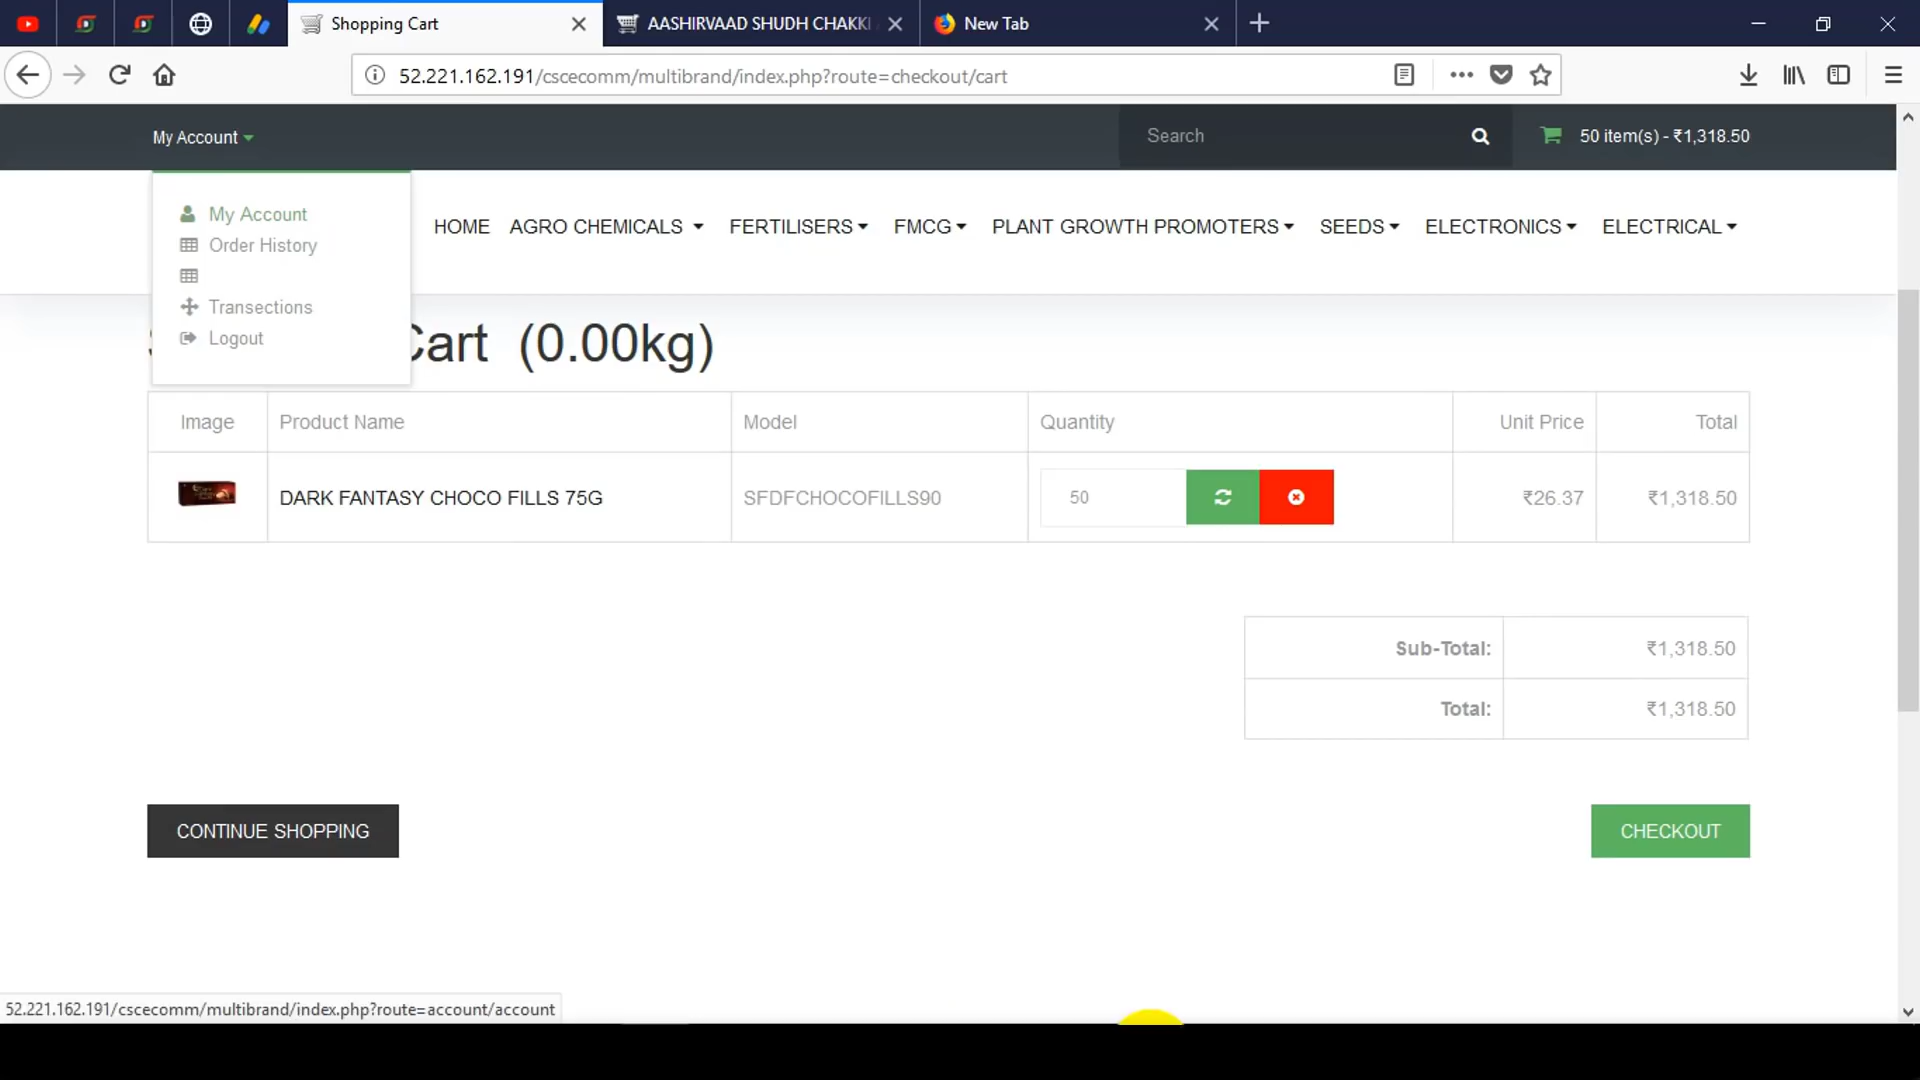 Shopping Cart
AASHIRVAAD SHUDH CHAKKI
New Tab
52.221.162.191/cscecomm/multibrand/index.php?route=checkout/cart
My Account
Search
50 item(s) - ₹1,318.50
My Account
Order History
Transections
Logout
HOME AGRO CHEMICALS FERTILISERS FMCG PLANT GROWTH PROMOTERS SEEDS ELECTRONICS ELECTRICAL
Cart (0.00kg)
Image Product Name Model Quantity Unit Price Total
DARK FANTASY CHOCO FILLS 75G SFDFCHOCOFILLS90 50 ₹26.37 ₹1,318.50
Sub-Total: ₹1,318.50
Total: ₹1,318.50
CONTINUE SHOPPING
CHECKOUT
52.221.162.191/cscecomm/multibrand/index.php?route=account/account